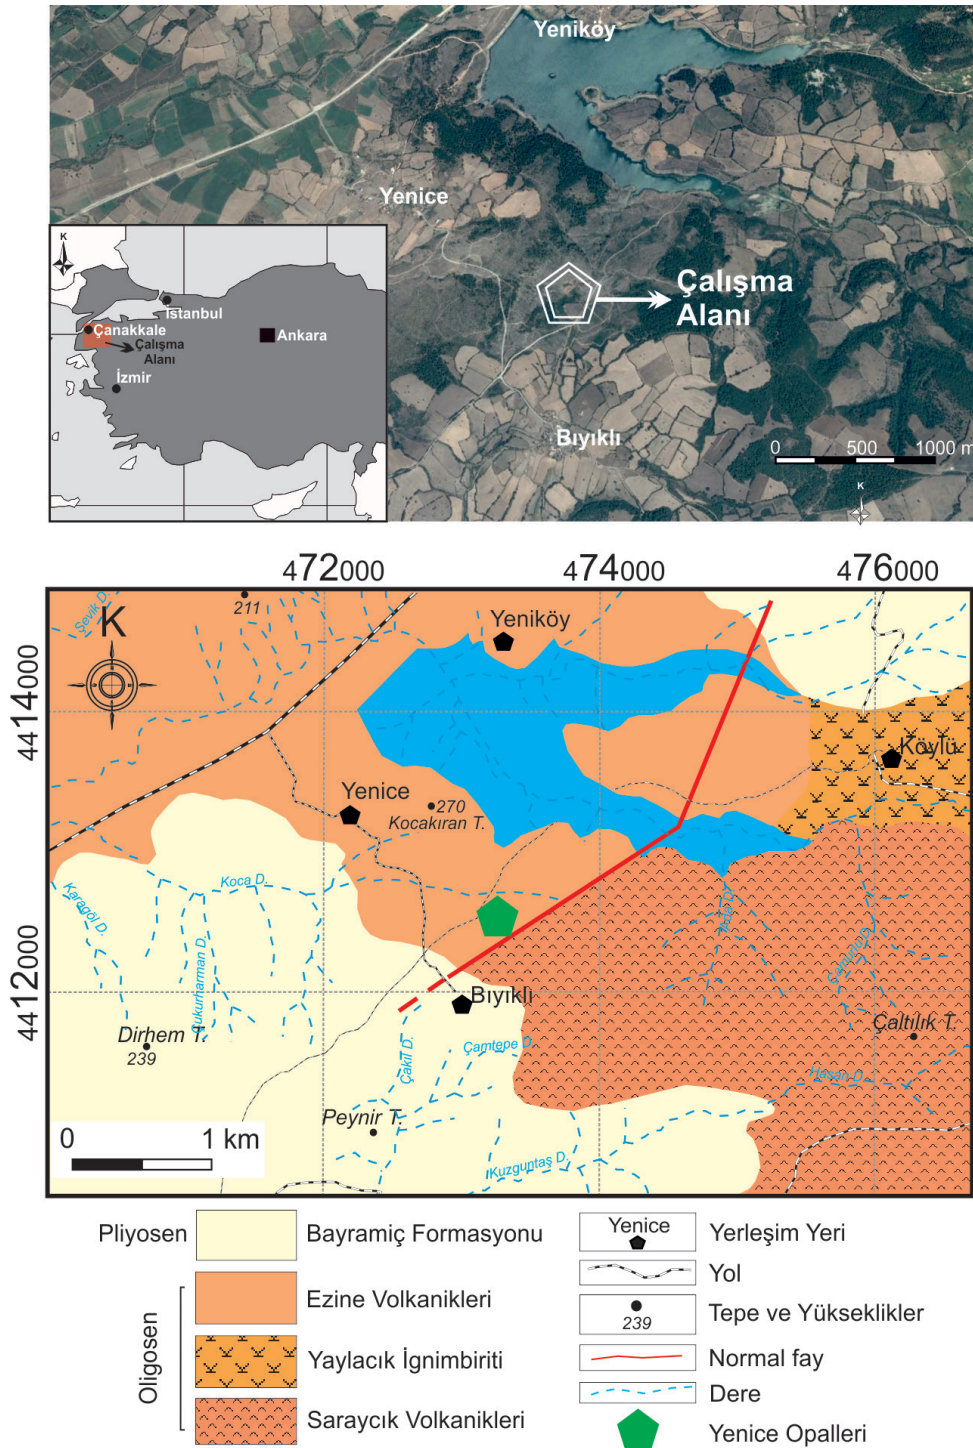 Yeniköy
Yenice
K
İstanbul
Çanakkale
Ankara
Çalışma
Alanı
İzmir
Çalışma
Alanı
Bıyıklı
0 500 1000 m
K
472000 474000 476000
4414000
4412000
211
Şevik D.
K
Yeniköy
Köylü
Yenice
270
Kocakıran T.
Koca D.
Karagöl D.
Çukurharman D.
Bıyıklı
Dirhem T.
239
Çaltılık T.
Çakıl D.
Çamtepe D.
Hasan D.
Peynir T.
Kuzguntaş D.
0 1 km
Pliyosen
Bayramiç Formasyonu
Oligosen
Ezine Volkanikleri
Yaylacık İgnimbiriti
Saraycık Volkanikleri
Yenice
Yerleşim Yeri
Yol
239
Tepe ve Yükseklikler
Normal fay
Dere
Yenice Opalleri